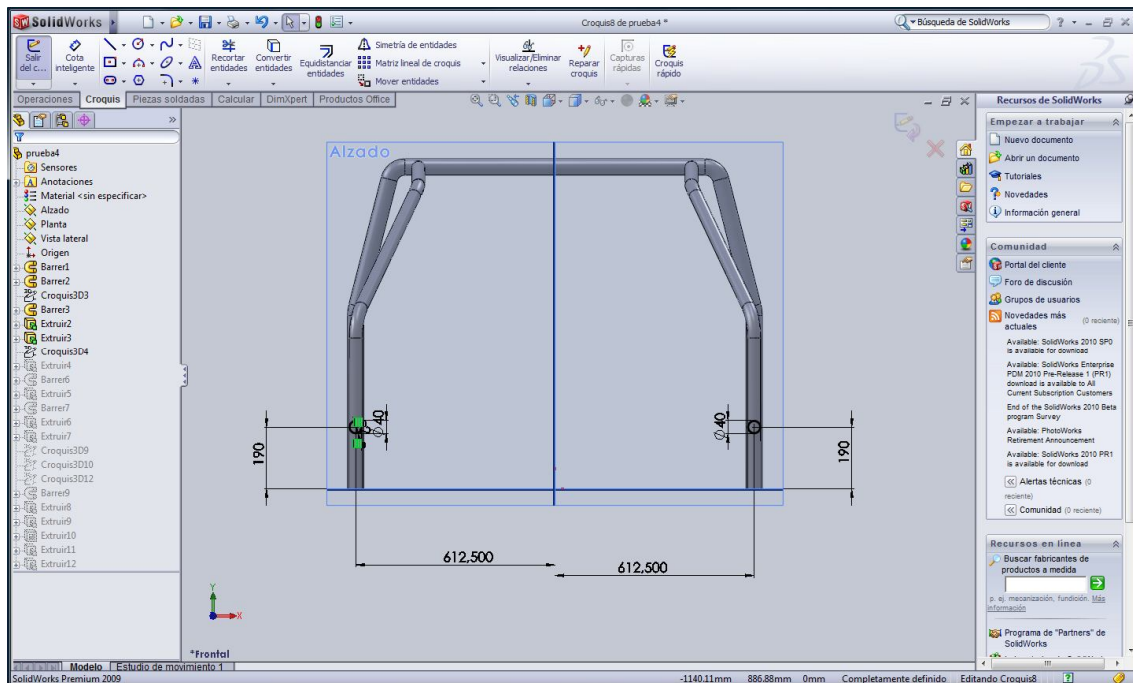 SolidWorks
Croquis8 de prueba4 *
Búsqueda de SolidWorks
Salir del c...
Cota inteligente
Recortar entidades
Convertir entidades
Equidistanciar entidades
Simetría de entidades
Matriz lineal de croquis
Mover entidades
Visualizar/Eliminar relaciones
Reparar croquis
Capturas rápidas
Croquis rápido
Operaciones
Croquis
Piezas soldadas
Calcular
DimXpert
Productos Office
prueba4
Sensores
Anotaciones
Material <sin especificar>
Alzado
Planta
Vista lateral
Origen
Barrer1
Barrer2
Croquis3D3
Barrer3
Extruir2
Extruir3
Croquis3D4
Extruir4
Barrer6
Extruir5
Barrer7
Extruir6
Extruir7
Croquis3D9
Croquis3D10
Croquis3D12
Barrer9
Extruir8
Extruir9
Extruir10
Extruir11
Extruir12
Alzado
190
Ø40
Ø40
190
612,500
612,500
Y
X
*Frontal
Recursos de SolidWorks
Empezar a trabajar
Nuevo documento
Abrir un documento
Tutoriales
Novedades
Información general
Comunidad
Portal del cliente
Foro de discusión
Grupos de usuarios
Novedades más actuales
(0 reciente)
Available: SolidWorks 2010 SP0
is available for download
Available: SolidWorks Enterprise
PDM 2010 Pre-Release 1 (PR1)
download is available to All
Current Subscription Customers
End of the SolidWorks 2010 Beta
program Survey
Available: PhotoWorks
Retirement Announcement
Available: SolidWorks 2010 PR1
is available for download
Alertas técnicas (0
reciente)
Comunidad (0 reciente)
Recursos en línea
Buscar fabricantes de
productos a medida
p. ej. mecanización, fundición. Más
información
Programa de "Partners" de
SolidWorks
Modelo
Estudio de movimiento 1
SolidWorks Premium 2009
-1140.11mm
886.88mm
0mm
Completamente definido
Editando Croquis8